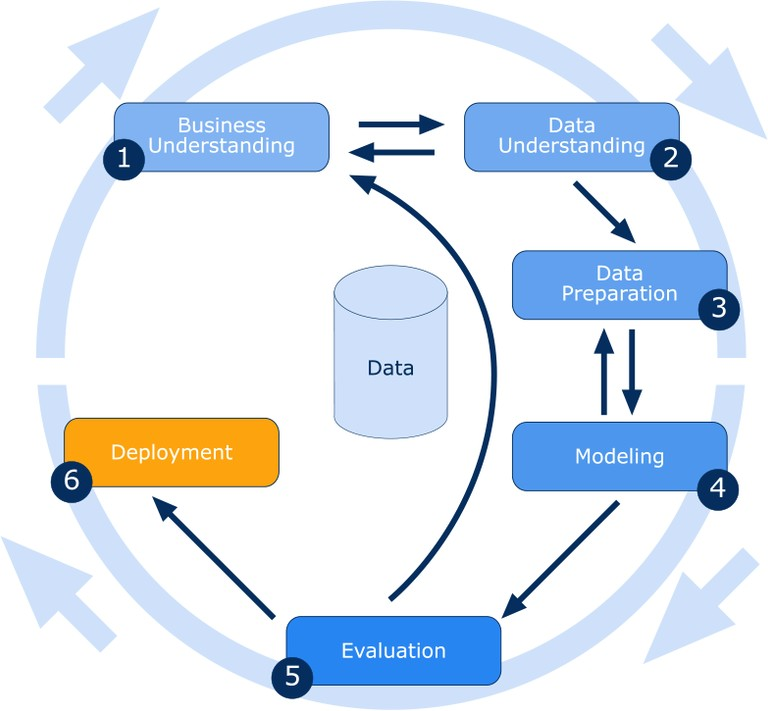 Business
Understanding
1
Data
Understanding
2
Data
Preparation
3
Data
Modeling
4
Deployment
6
Evaluation
5